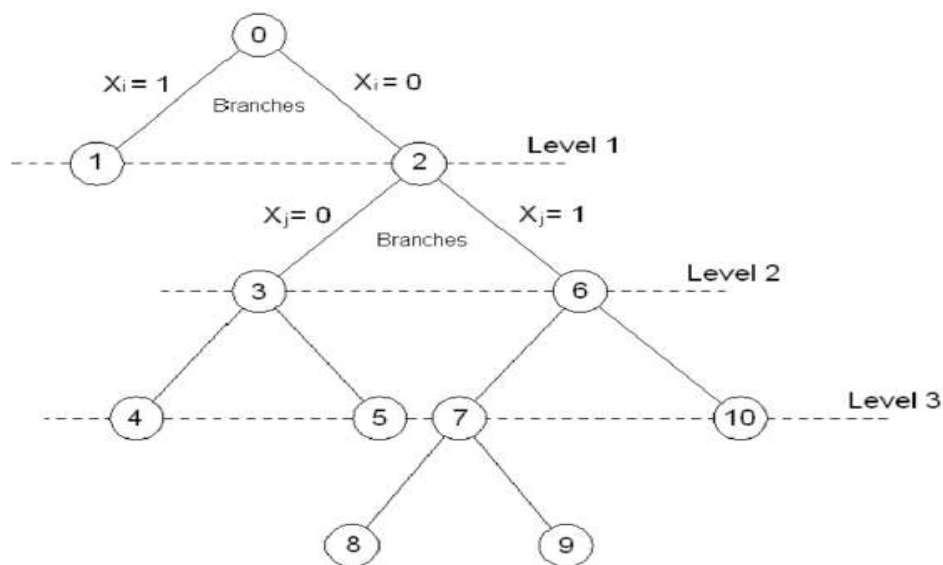 0
Xi = 1
Xi = 0
Branches
Level 1
1
2
Xj = 0
Xj = 1
Branches
Level 2
3
6
Level 3
4
5
7
10
8
9